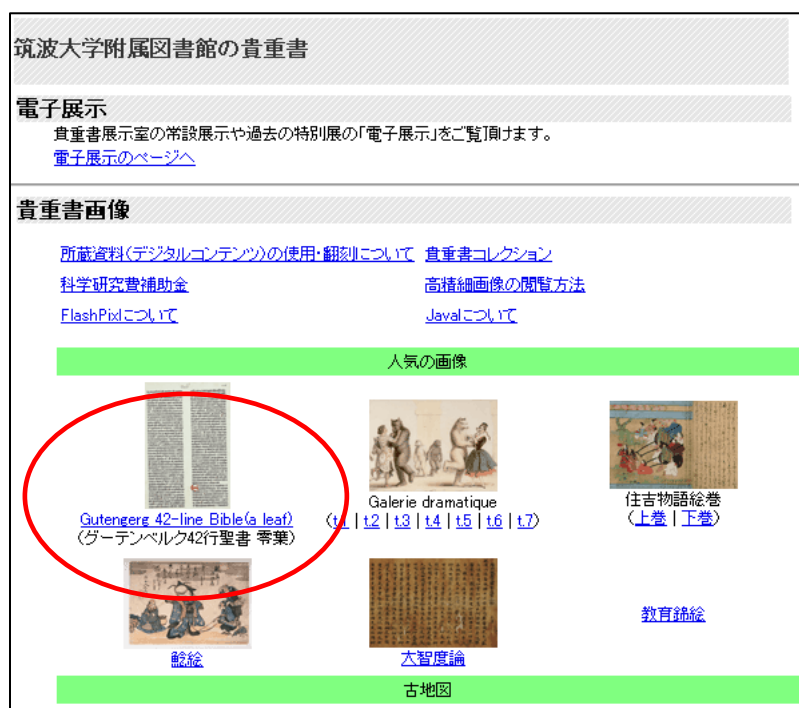 筑波大学附属図書館の貴重書
電子展示
貴重書展示室の常設展示や過去の特別展の「電子展示」をご覧頂けます。
電子展示のページへ
貴重書画像
所蔵資料(デジタルコンテンツ)の使用・翻刻について 貴重書コレクション
科学研究費補助金 高精細画像の閲覧方法
FlashPixについて Javaについて
人気の画像
Gutengerg 42-line Bible(a leaf)
(グーテンベルク42行聖書 零葉)
Galerie dramatique
(t.1 | t.2 | t.3 | t.4 | t.5 | t.6 | t.7)
住吉物語絵巻
(上巻 | 下巻)
鯰絵
大智度論
教育錦絵
古地図